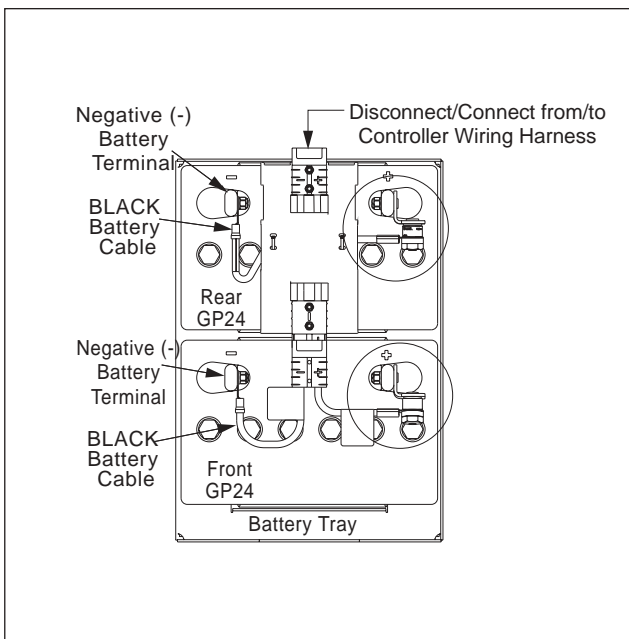 Negative (-)
Battery
Terminal
Disconnect/Connect from/to
Controller Wiring Harness
BLACK
Battery
Cable
- +
- +
Rear
GP24
- +
Negative (-)
Battery
Terminal
- +
BLACK
Battery
Cable
Front
GP24
Battery Tray